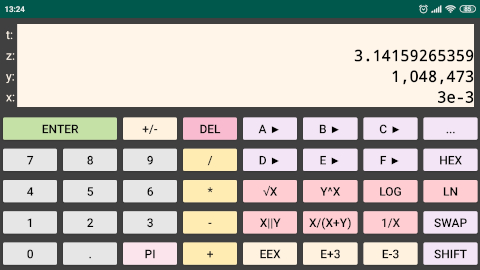 13:24 85
t:
z: 3.14159265359
y: 1,048,473
x: 3e-3
ENTER +/- DEL A ► B ► C ► ...
7 8 9 / D ► E ► F ► HEX
4 5 6 * √X Y^X LOG LN
1 2 3 - X||Y X/(X+Y) 1/X SWAP
0 . PI + EEX E+3 E-3 SHIFT